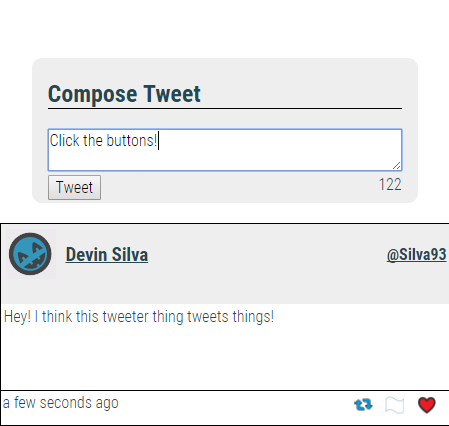 Compose Tweet
Click the buttons!
Tweet 122
Devin Silva @Silva93
Hey! I think this tweeter thing tweets things!
a few seconds ago